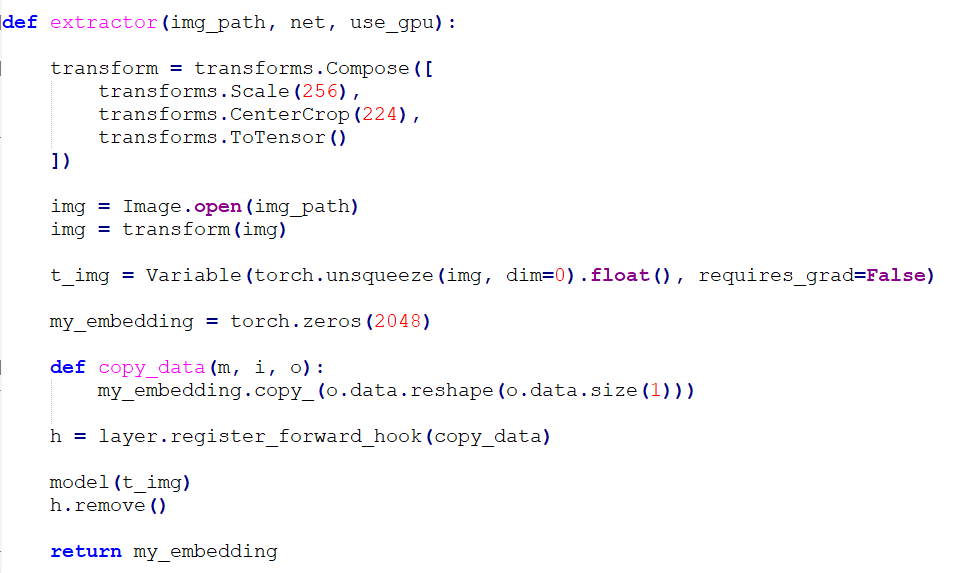 def extractor(img_path, net, use_gpu):
transform = transforms.Compose([
transforms.Scale(256),
transforms.CenterCrop(224),
transforms.ToTensor()
])
img = Image.open(img_path)
img = transform(img)
t_img = Variable(torch.unsqueeze(img, dim=0).float(), requires_grad=False)
my_embedding = torch.zeros(2048)
def copy_data(m, i, o):
my_embedding.copy_(o.data.reshape(o.data.size(1)))
h = layer.register_forward_hook(copy_data)
model(t_img)
h.remove()
return my_embedding